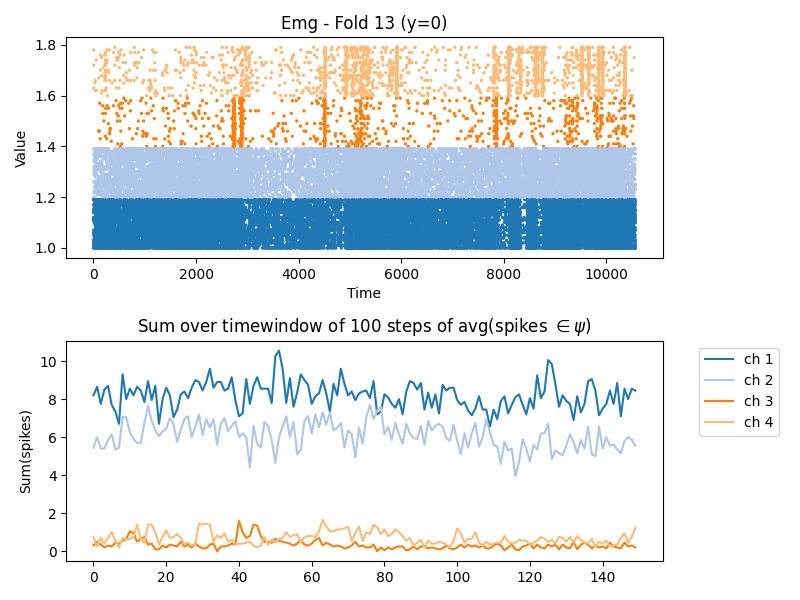 Emg - Fold 13 (y=0)
1.8
1.6
1.4
1.2
1.0
Value
0 2000 4000 6000 8000 10000
Time
Sum over timewindow of 100 steps of avg(spikes ∈ ψ)
10
8
6
4
2
0
Sum(spikes)
0 20 40 60 80 100 120 140
ch 1
ch 2
ch 3
ch 4